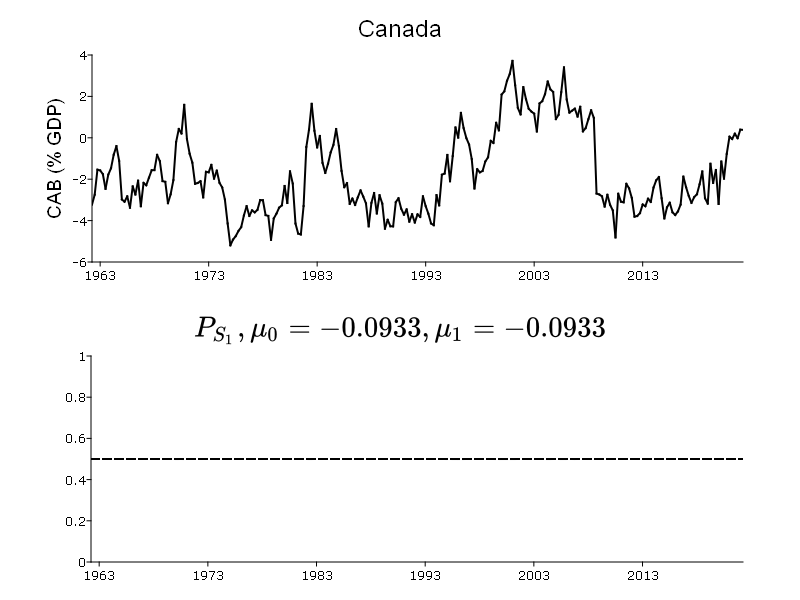 Canada
CAB (% GDP)
4
2
0
-2
-4
-6
1963 1973 1983 1993 2003 2013
P_{S_1}, μ_0 = −0.0933, μ_1 = −0.0933
1
0.8
0.6
0.4
0.2
0
1963 1973 1983 1993 2003 2013